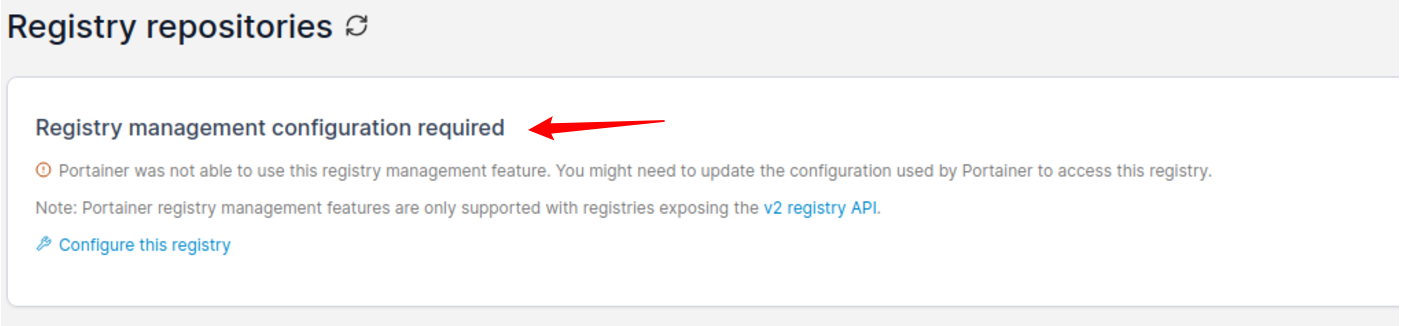 Registry repositories
Registry management configuration required
Portainer was not able to use this registry management feature. You might need to update the configuration used by Portainer to access this registry.
Note: Portainer registry management features are only supported with registries exposing the v2 registry API.
Configure this registry